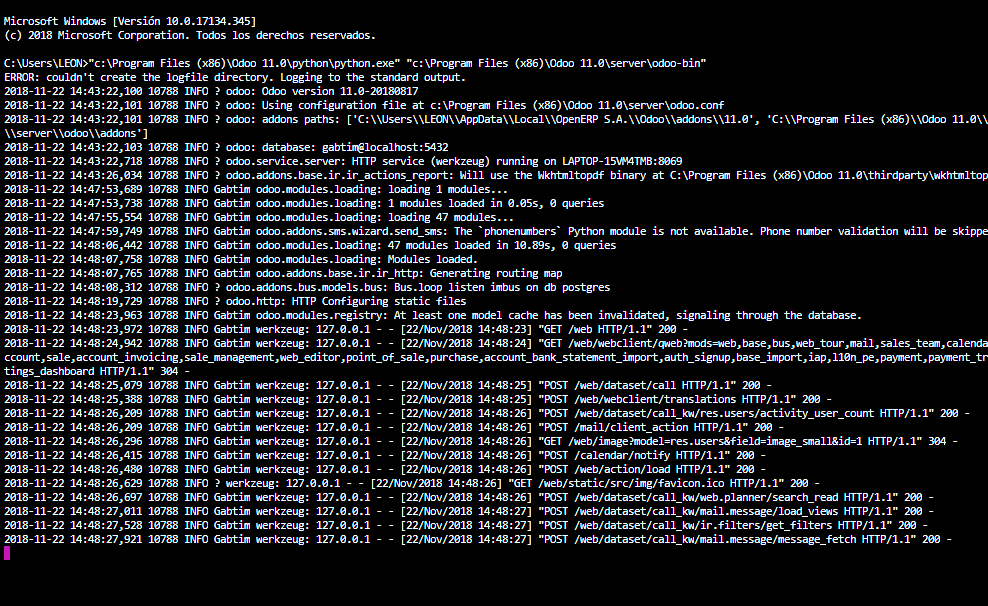 Microsoft Windows [Versión 10.0.17134.345]
(c) 2018 Microsoft Corporation. Todos los derechos reservados.
C:\Users\LEON>"c:\Program Files (x86)\Odoo 11.0\python\python.exe" "c:\Program Files (x86)\Odoo 11.0\server\odoo-bin"
ERROR: couldn't create the logfile directory. Logging to the standard output.
2018-11-22 14:43:22,100 10788 INFO ? odoo: Odoo version 11.0-20180817
2018-11-22 14:43:22,101 10788 INFO ? odoo: Using configuration file at c:\Program Files (x86)\Odoo 11.0\server\odoo.conf
2018-11-22 14:43:22,101 10788 INFO ? odoo: addons paths: ['C:\\Users\\LEON\\AppData\\Local\\OpenERP S.A.\\Odoo\\addons\\11.0', 'C:\\Program Files (x86)\\Odoo 11.0\\
\\server\\odoo\\addons']
2018-11-22 14:43:22,103 10788 INFO ? odoo: database: gabtim@localhost:5432
2018-11-22 14:43:22,718 10788 INFO ? odoo.service.server: HTTP service (werkzeug) running on LAPTOP-15VM4TMB:8069
2018-11-22 14:43:26,034 10788 INFO ? odoo.addons.base.ir.ir_actions_report: Will use the Wkhtmltopdf binary at C:\Program Files (x86)\Odoo 11.0\thirdparty\wkhtmltop
2018-11-22 14:47:53,689 10788 INFO Gabtim odoo.modules.loading: loading 1 modules...
2018-11-22 14:47:53,738 10788 INFO Gabtim odoo.modules.loading: 1 modules loaded in 0.05s, 0 queries
2018-11-22 14:47:55,554 10788 INFO Gabtim odoo.modules.loading: loading 47 modules...
2018-11-22 14:47:59,749 10788 INFO Gabtim odoo.addons.sms.wizard.send_sms: The `phonenumbers` Python module is not available. Phone number validation will be skippe
2018-11-22 14:48:06,442 10788 INFO Gabtim odoo.modules.loading: 47 modules loaded in 10.89s, 0 queries
2018-11-22 14:48:07,758 10788 INFO Gabtim odoo.modules.loading: Modules loaded.
2018-11-22 14:48:07,765 10788 INFO Gabtim odoo.addons.base.ir.ir_http: Generating routing map
2018-11-22 14:48:08,312 10788 INFO ? odoo.addons.bus.models.bus: Bus.loop listen imbus on db postgres
2018-11-22 14:48:19,729 10788 INFO ? odoo.http: HTTP Configuring static files
2018-11-22 14:48:23,963 10788 INFO Gabtim odoo.modules.registry: At least one model cache has been invalidated, signaling through the database.
2018-11-22 14:48:23,972 10788 INFO Gabtim werkzeug: 127.0.0.1 - - [22/Nov/2018 14:48:23] "GET /web HTTP/1.1" 200 -
2018-11-22 14:48:24,942 10788 INFO Gabtim werkzeug: 127.0.0.1 - - [22/Nov/2018 14:48:24] "GET /web/webclient/qweb?mods=web,base,bus,web_tour,mail,sales_team,calenda
ccount,sale,account_invoicing,sale_management,web_editor,point_of_sale,purchase,account_bank_statement_import,auth_signup,base_import,iap,l10n_pe,payment,payment_tr
tings_dashboard HTTP/1.1" 304 -
2018-11-22 14:48:25,079 10788 INFO Gabtim werkzeug: 127.0.0.1 - - [22/Nov/2018 14:48:25] "POST /web/dataset/call HTTP/1.1" 200 -
2018-11-22 14:48:25,388 10788 INFO Gabtim werkzeug: 127.0.0.1 - - [22/Nov/2018 14:48:25] "POST /web/webclient/translations HTTP/1.1" 200 -
2018-11-22 14:48:26,209 10788 INFO Gabtim werkzeug: 127.0.0.1 - - [22/Nov/2018 14:48:26] "POST /web/dataset/call_kw/res.users/activity_user_count HTTP/1.1" 200 -
2018-11-22 14:48:26,209 10788 INFO Gabtim werkzeug: 127.0.0.1 - - [22/Nov/2018 14:48:26] "POST /mail/client_action HTTP/1.1" 200 -
2018-11-22 14:48:26,296 10788 INFO Gabtim werkzeug: 127.0.0.1 - - [22/Nov/2018 14:48:26] "GET /web/image?model=res.users&field=image_small&id=1 HTTP/1.1" 304 -
2018-11-22 14:48:26,415 10788 INFO Gabtim werkzeug: 127.0.0.1 - - [22/Nov/2018 14:48:26] "POST /calendar/notify HTTP/1.1" 200 -
2018-11-22 14:48:26,480 10788 INFO Gabtim werkzeug: 127.0.0.1 - - [22/Nov/2018 14:48:26] "POST /web/action/load HTTP/1.1" 200 -
2018-11-22 14:48:26,629 10788 INFO ? werkzeug: 127.0.0.1 - - [22/Nov/2018 14:48:26] "GET /web/static/src/img/favicon.ico HTTP/1.1" 200 -
2018-11-22 14:48:26,697 10788 INFO Gabtim werkzeug: 127.0.0.1 - - [22/Nov/2018 14:48:26] "POST /web/dataset/call_kw/web.planner/search_read HTTP/1.1" 200 -
2018-11-22 14:48:27,011 10788 INFO Gabtim werkzeug: 127.0.0.1 - - [22/Nov/2018 14:48:27] "POST /web/dataset/call_kw/mail.message/load_views HTTP/1.1" 200 -
2018-11-22 14:48:27,528 10788 INFO Gabtim werkzeug: 127.0.0.1 - - [22/Nov/2018 14:48:27] "POST /web/dataset/call_kw/ir.filters/get_filters HTTP/1.1" 200 -
2018-11-22 14:48:27,921 10788 INFO Gabtim werkzeug: 127.0.0.1 - - [22/Nov/2018 14:48:27] "POST /web/dataset/call_kw/mail.message/message_fetch HTTP/1.1" 200 -